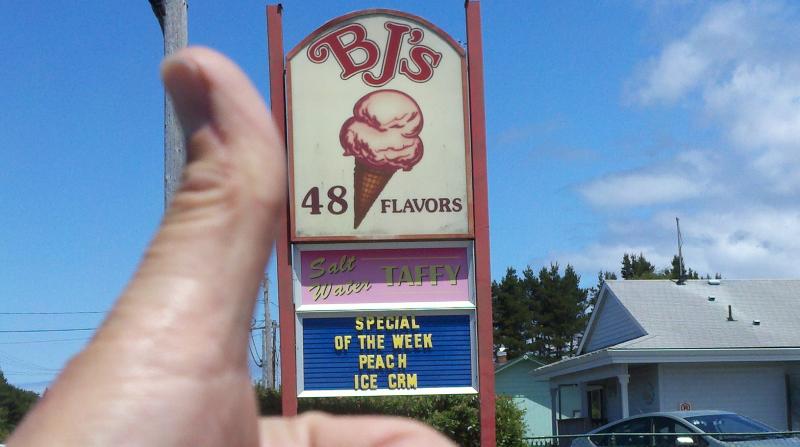 BJ's
48 FLAVORS
Salt Water TAFFY
SPECIAL
OF THE WEEK
PEACH
ICE CRM